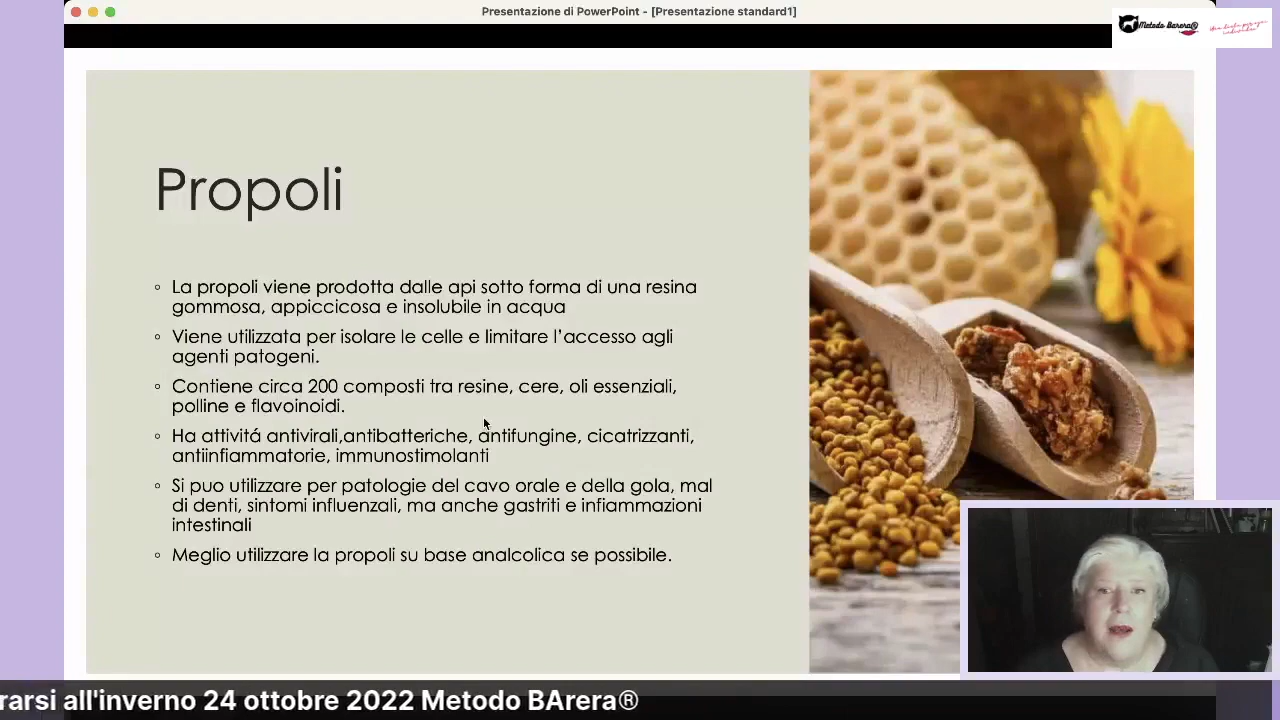 Presentazione di PowerPoint - [Presentazione standard1]
Metodo BArera®
Propoli
◦ La propoli viene prodotta dalle api sotto forma di una resina
gommosa, appiccicosa e insolubile in acqua
◦ Viene utilizzata per isolare le celle e limitare l’accesso agli
agenti patogeni.
◦ Contiene circa 200 composti tra resine, cere, oli essenziali,
polline e flavoinoidi.
◦ Ha attivitá antivirali,antibatteriche, antifungine, cicatrizzanti,
antiinfiammatorie, immunostimolanti
◦ Si puo utilizzare per patologie del cavo orale e della gola, mal
di denti, sintomi influenzali, ma anche gastriti e infiammazioni
intestinali
◦ Meglio utilizzare la propoli su base analcolica se possibile.
rarsi all'inverno 24 ottobre 2022 Metodo BArera®